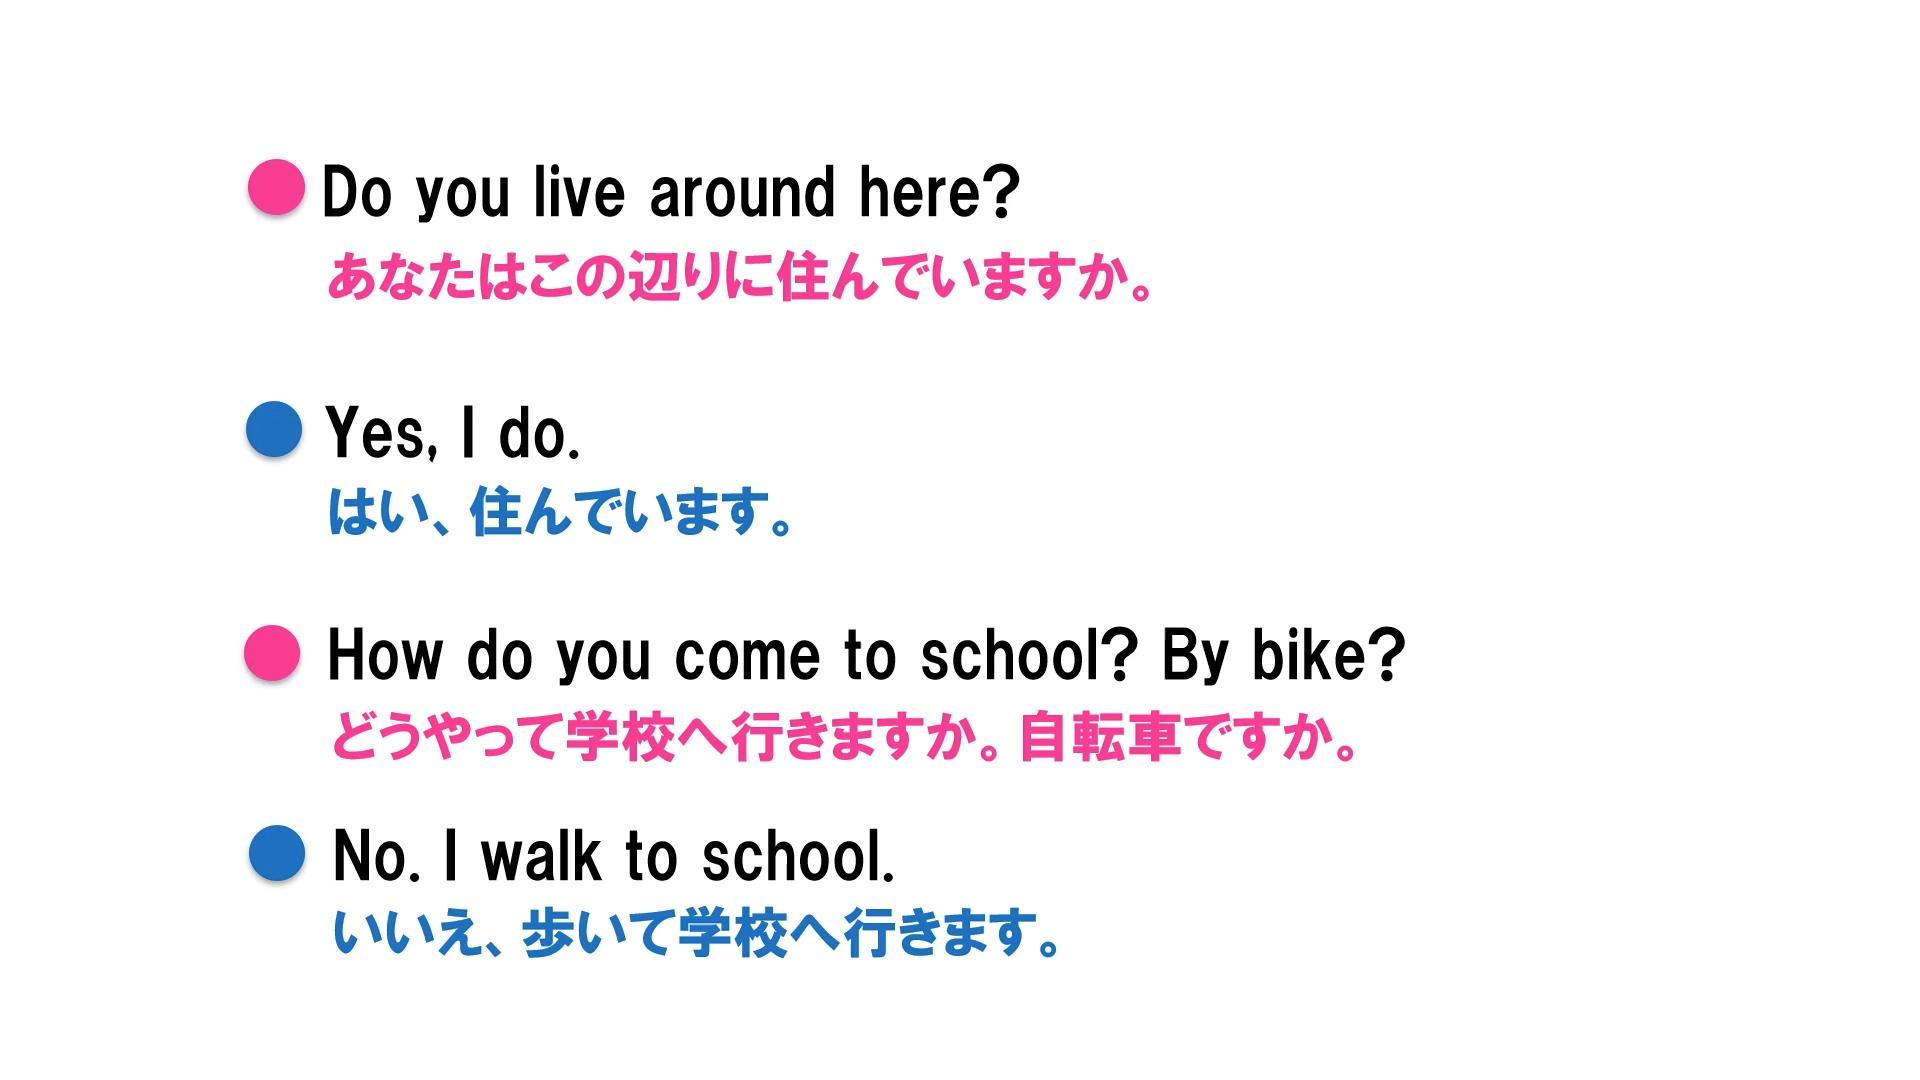 Do you live around here?
あなたはこの辺りに住んでいますか。
Yes, I do.
はい、住んでいます。
How do you come to school? By bike?
どうやって学校へ行きますか。自転車ですか。
No. I walk to school.
いいえ、歩いて学校へ行きます。